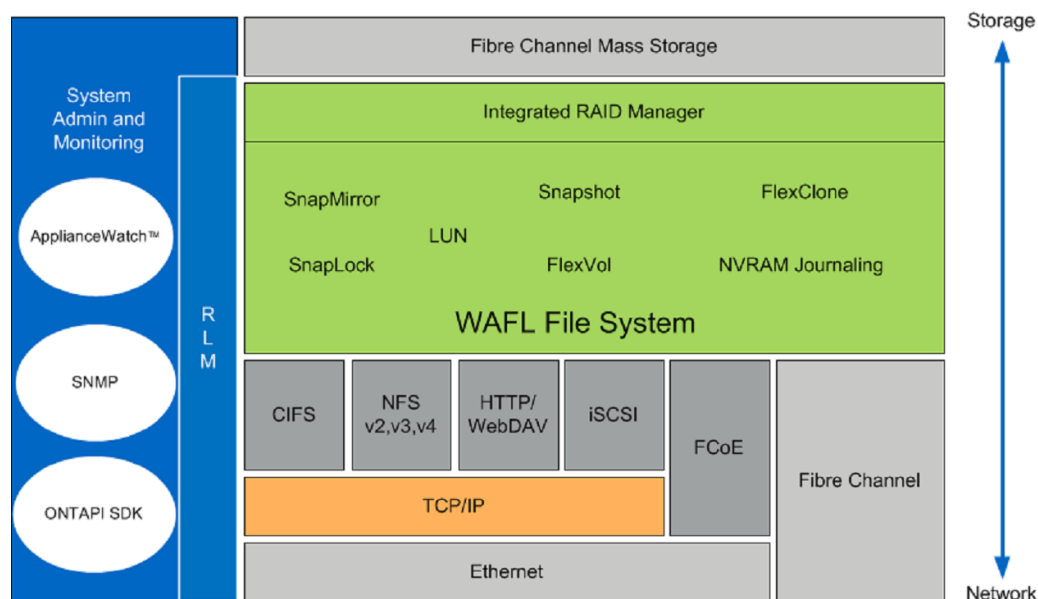 Storage
Fibre Channel Mass Storage
System
Admin and
Monitoring
Integrated RAID Manager
SnapMirror
Snapshot
FlexClone
ApplianceWatch™
LUN
SnapLock
FlexVol
NVRAM Journaling
WAFL File System
R
L
M
SNMP
CIFS
NFS
v2,v3,v4
HTTP/
WebDAV
iSCSI
FCoE
Fibre Channel
ONTAPI SDK
TCP/IP
Ethernet
Network